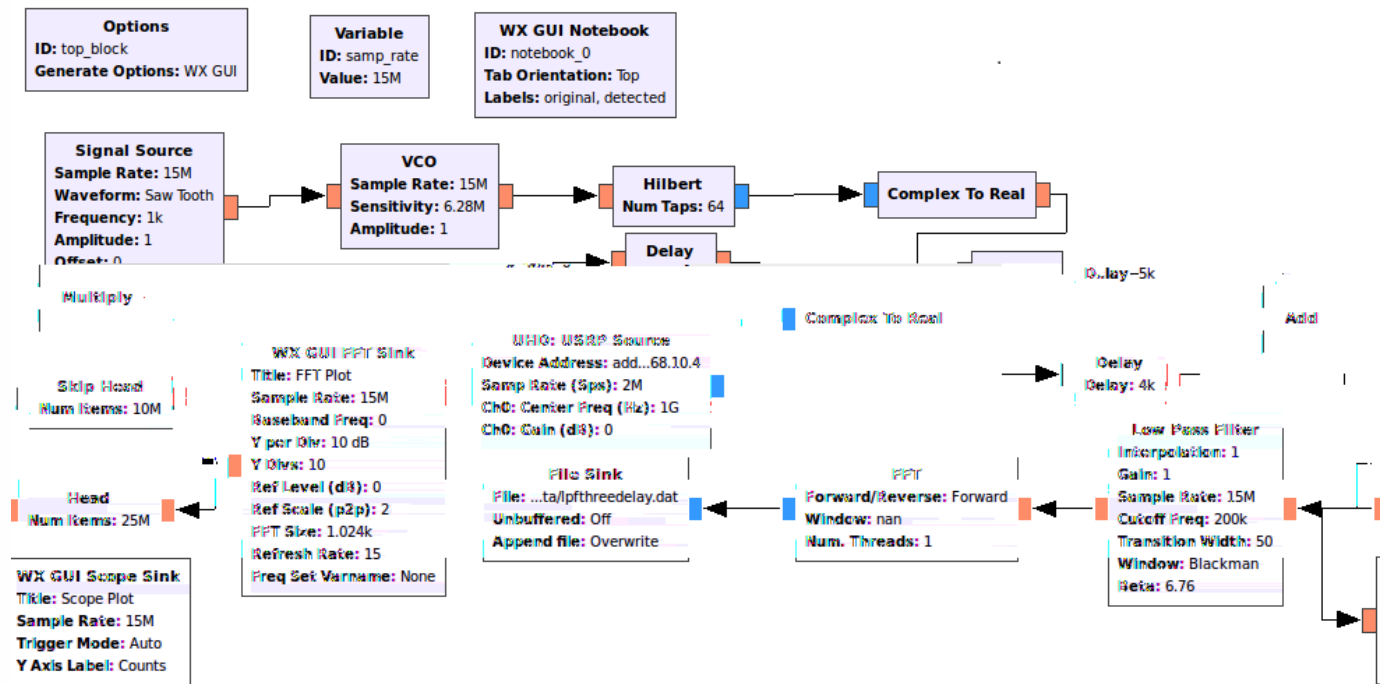 Options
ID: top_block
Generate Options: WX GUI
Variable
ID: samp_rate
Value: 15M
WX GUI Notebook
ID: notebook_0
Tab Orientation: Top
Labels: original, detected
Signal Source
Sample Rate: 15M
Waveform: Saw Tooth
Frequency: 1k
Amplitude: 1
Offset: 0
VCO
Sample Rate: 15M
Sensitivity: 6.28M
Amplitude: 1
Hilbert
Num Taps: 64
Complex To Real
Delay
Multiply
Complex To Real
Add
Skip Head
Num Items: 10M
WX GUI FFT Sink
Title: FFT Plot
Sample Rate: 15M
Baseband Freq: 0
Y per Div: 10 dB
Y Divs: 10
Ref Level (dB): 0
Ref Scale (p2p): 2
FFT Size: 1.024k
Refresh Rate: 15
Freq Set Varname: None
UHD: USRP Source
Device Address: add...68.10.4
Samp Rate (Sps): 2M
Ch0: Center Freq (Hz): 1G
Ch0: Gain (dB): 0
Delay
Delay: 4k
Head
Num Items: 25M
File Sink
File: ...ta/lpfthreedelay.dat
Unbuffered: Off
Append file: Overwrite
FFT
Forward/Reverse: Forward
Window: nan
Num. Threads: 1
Low Pass Filter
Interpolation: 1
Gain: 1
Sample Rate: 15M
Cutoff Freq: 200k
Transition Width: 50
Window: Blackman
Beta: 6.76
WX GUI Scope Sink
Title: Scope Plot
Sample Rate: 15M
Trigger Mode: Auto
Y Axis Label: Counts